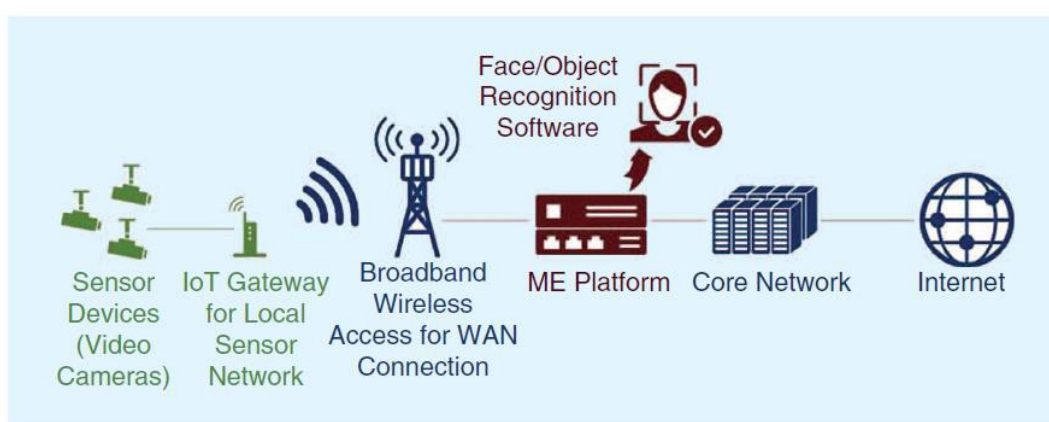 Face/Object
Recognition
Software
Sensor
Devices
(Video
Cameras)
IoT Gateway
for Local
Sensor
Network
Broadband
Wireless
Access for WAN
Connection
ME Platform
Core Network
Internet